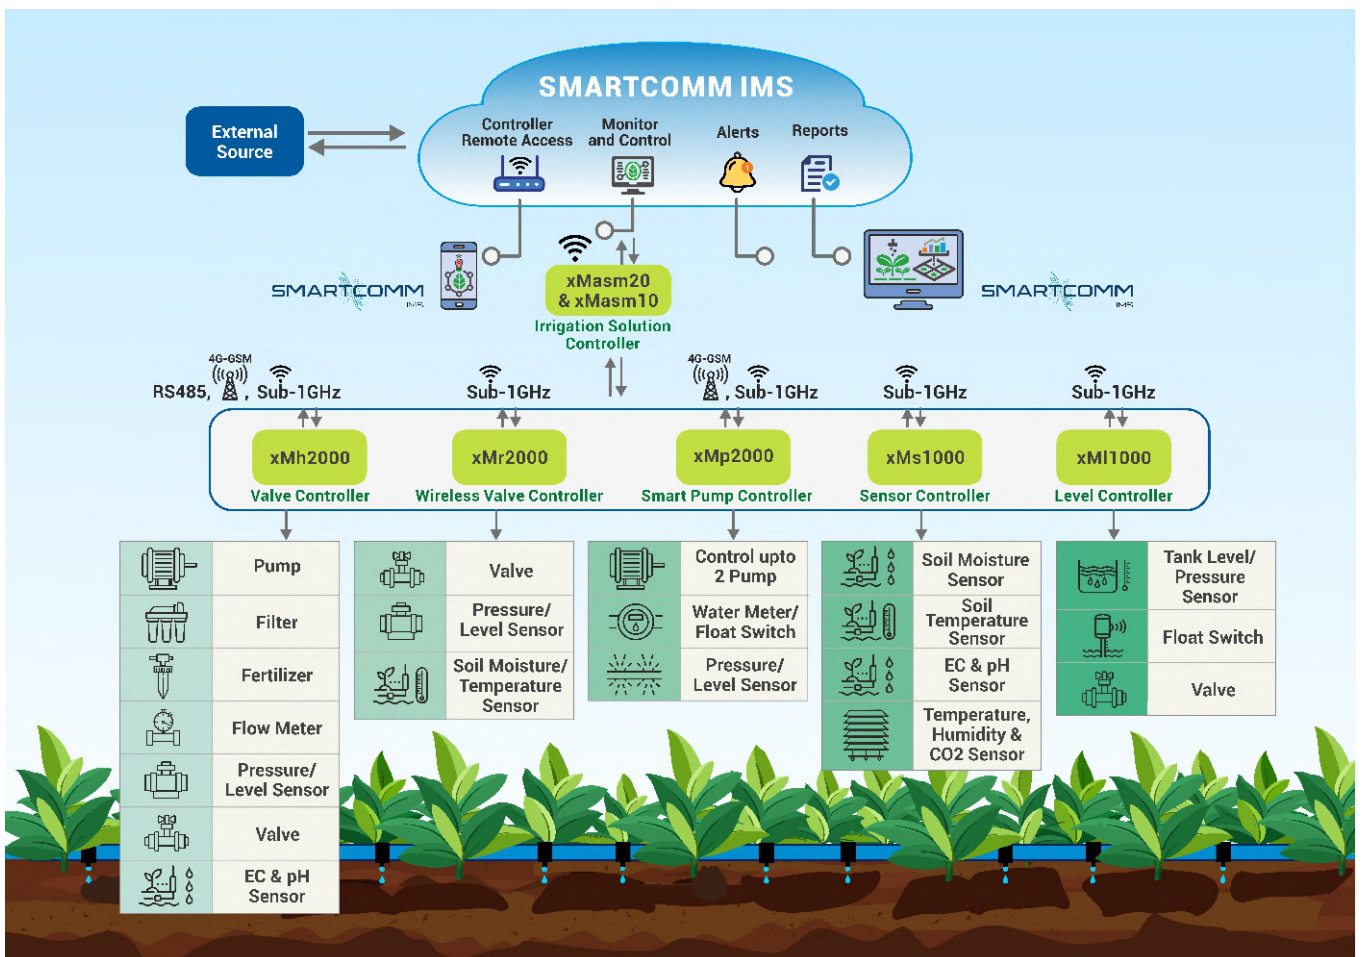 SMARTCOMM IMS
External
Source
Controller
Remote Access
Monitor
and Control
Alerts
Reports
SMARTCOMM
IMS
xMasm20
& xMasm10
Irrigation Solution
Controller
SMARTCOMM
IMS
4G-GSM
RS485, , Sub-1GHz
Sub-1GHz
4G-GSM
, Sub-1GHz
Sub-1GHz
Sub-1GHz
xMh2000
Valve Controller
xMr2000
Wireless Valve Controller
xMp2000
Smart Pump Controller
xMs1000
Sensor Controller
xMl1000
Level Controller
Pump
Filter
Fertilizer
Flow Meter
Pressure/
Level Sensor
Valve
EC & pH
Sensor
Valve
Pressure/
Level Sensor
Soil Moisture/
Temperature
Sensor
Control upto
2 Pump
Water Meter/
Float Switch
Pressure/
Level Sensor
Soil Moisture
Sensor
Soil
Temperature
Sensor
EC & pH
Sensor
Temperature,
Humidity &
CO2 Sensor
Tank Level/
Pressure
Sensor
Float Switch
Valve